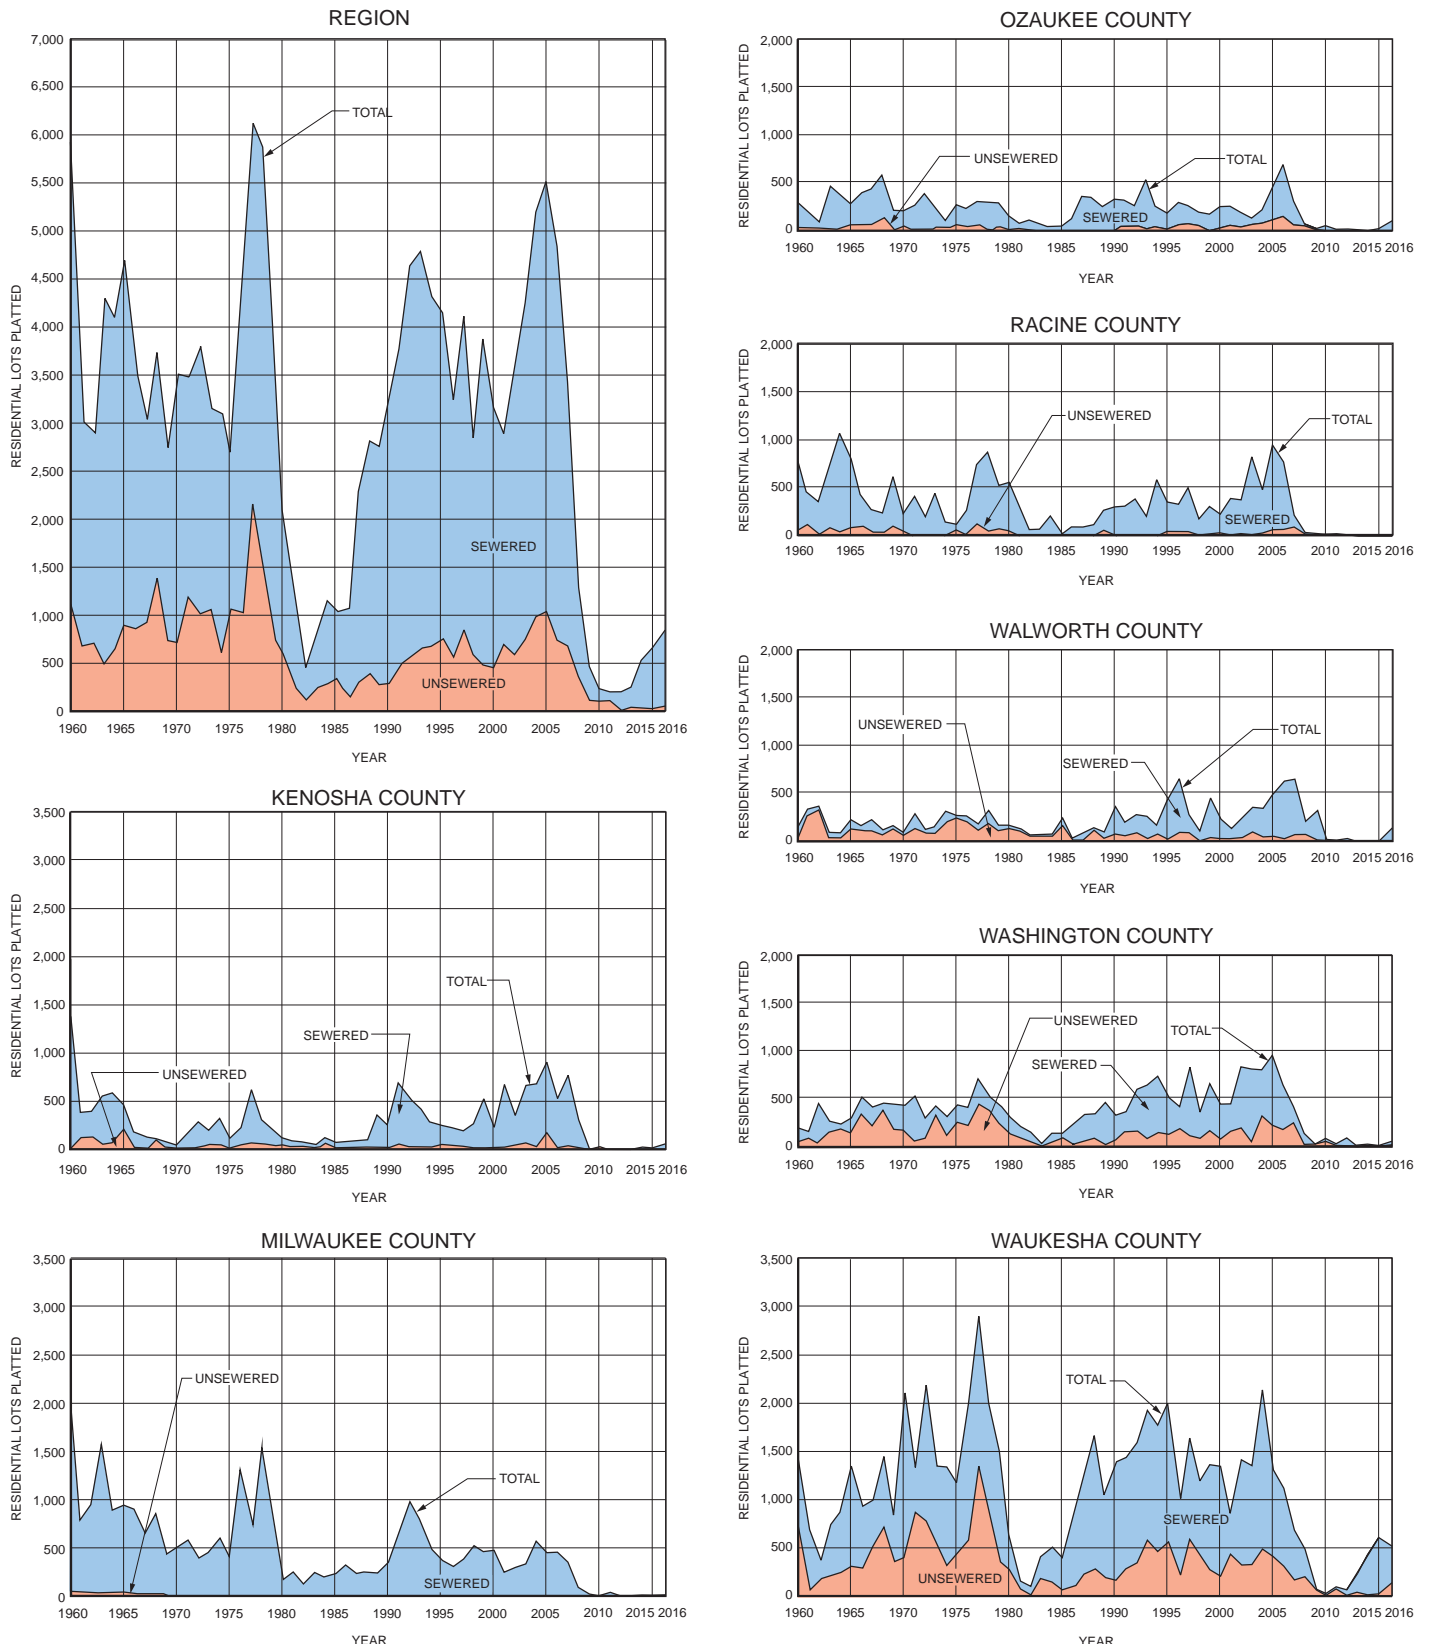 REGION
7,000
6,500
6,000
5,500
5,000
4,500
4,000
3,500
3,000
2,500
2,000
1,500
1,000
500
0
RESIDENTIAL LOTS PLATTED
TOTAL
SEWERED
UNSEWERED
1960 1965 1970 1975 1980 1985 1990 1995 2000 2005 2010 2015 2016
YEAR
KENOSHA COUNTY
3,500
3,000
2,500
2,000
1,500
1,000
500
0
RESIDENTIAL LOTS PLATTED
TOTAL
SEWERED
UNSEWERED
1960 1965 1970 1975 1980 1985 1990 1995 2000 2005 2010 2015 2016
YEAR
MILWAUKEE COUNTY
3,500
3,000
2,500
2,000
1,500
1,000
500
0
RESIDENTIAL LOTS PLATTED
UNSEWERED
TOTAL
SEWERED
1960 1965 1970 1975 1980 1985 1990 1995 2000 2005 2010 2015 2016
YEAR
OZAUKEE COUNTY
2,000
1,500
1,000
500
0
RESIDENTIAL LOTS PLATTED
UNSEWERED
TOTAL
SEWERED
1960 1965 1970 1975 1980 1985 1990 1995 2000 2005 2010 2015 2016
YEAR
RACINE COUNTY
2,000
1,500
1,000
500
0
RESIDENTIAL LOTS PLATTED
UNSEWERED
TOTAL
SEWERED
1960 1965 1970 1975 1980 1985 1990 1995 2000 2005 2010 2015 2016
YEAR
WALWORTH COUNTY
2,000
1,500
1,000
500
0
RESIDENTIAL LOTS PLATTED
UNSEWERED
TOTAL
SEWERED
1960 1965 1970 1975 1980 1985 1990 1995 2000 2005 2010 2015 2016
YEAR
WASHINGTON COUNTY
2,000
1,500
1,000
500
0
RESIDENTIAL LOTS PLATTED
UNSEWERED
TOTAL
SEWERED
1960 1965 1970 1975 1980 1985 1990 1995 2000 2005 2010 2015 2016
YEAR
WAUKESHA COUNTY
3,500
3,000
2,500
2,000
1,500
1,000
500
0
RESIDENTIAL LOTS PLATTED
TOTAL
SEWERED
UNSEWERED
1960 1965 1970 1975 1980 1985 1990 1995 2000 2005 2010 2015 2016
YEAR